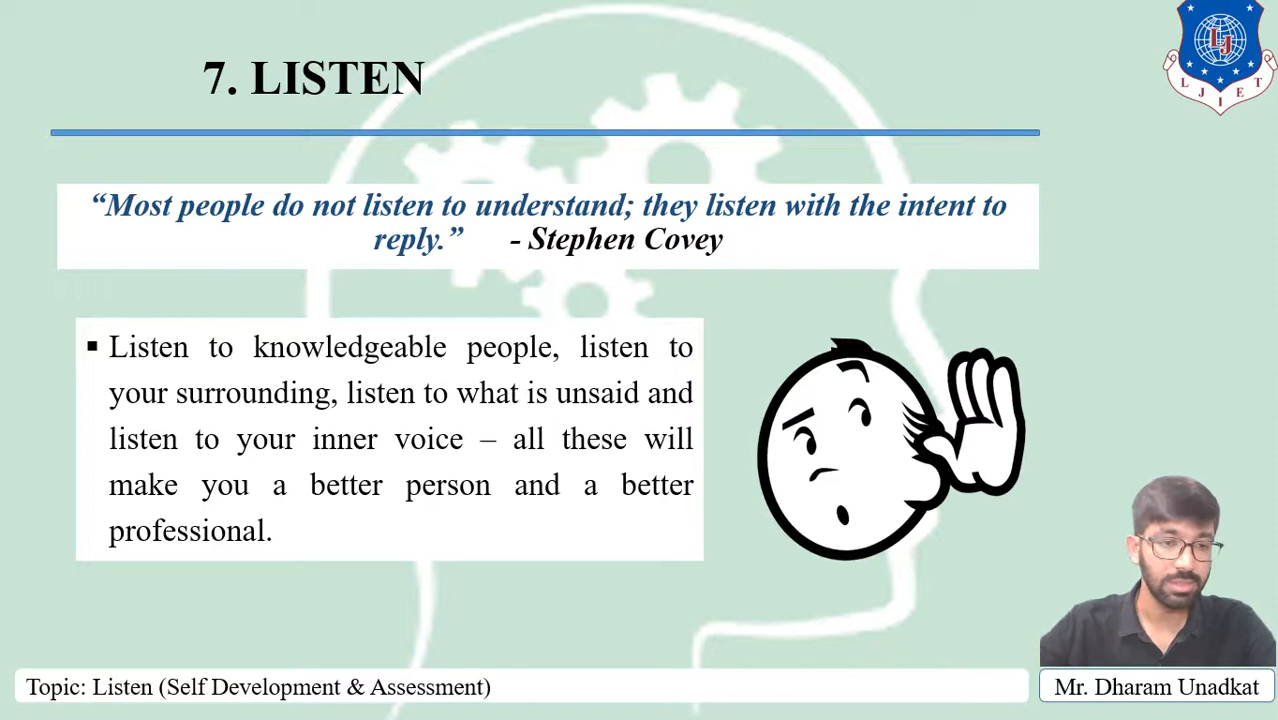 7. LISTEN
LJ
L J I E T
“Most people do not listen to understand; they listen with the intent to
reply.” - Stephen Covey
▪ Listen to knowledgeable people, listen to
your surrounding, listen to what is unsaid and
listen to your inner voice – all these will
make you a better person and a better
professional.
Topic: Listen (Self Development & Assessment)
Mr. Dharam Unadkat